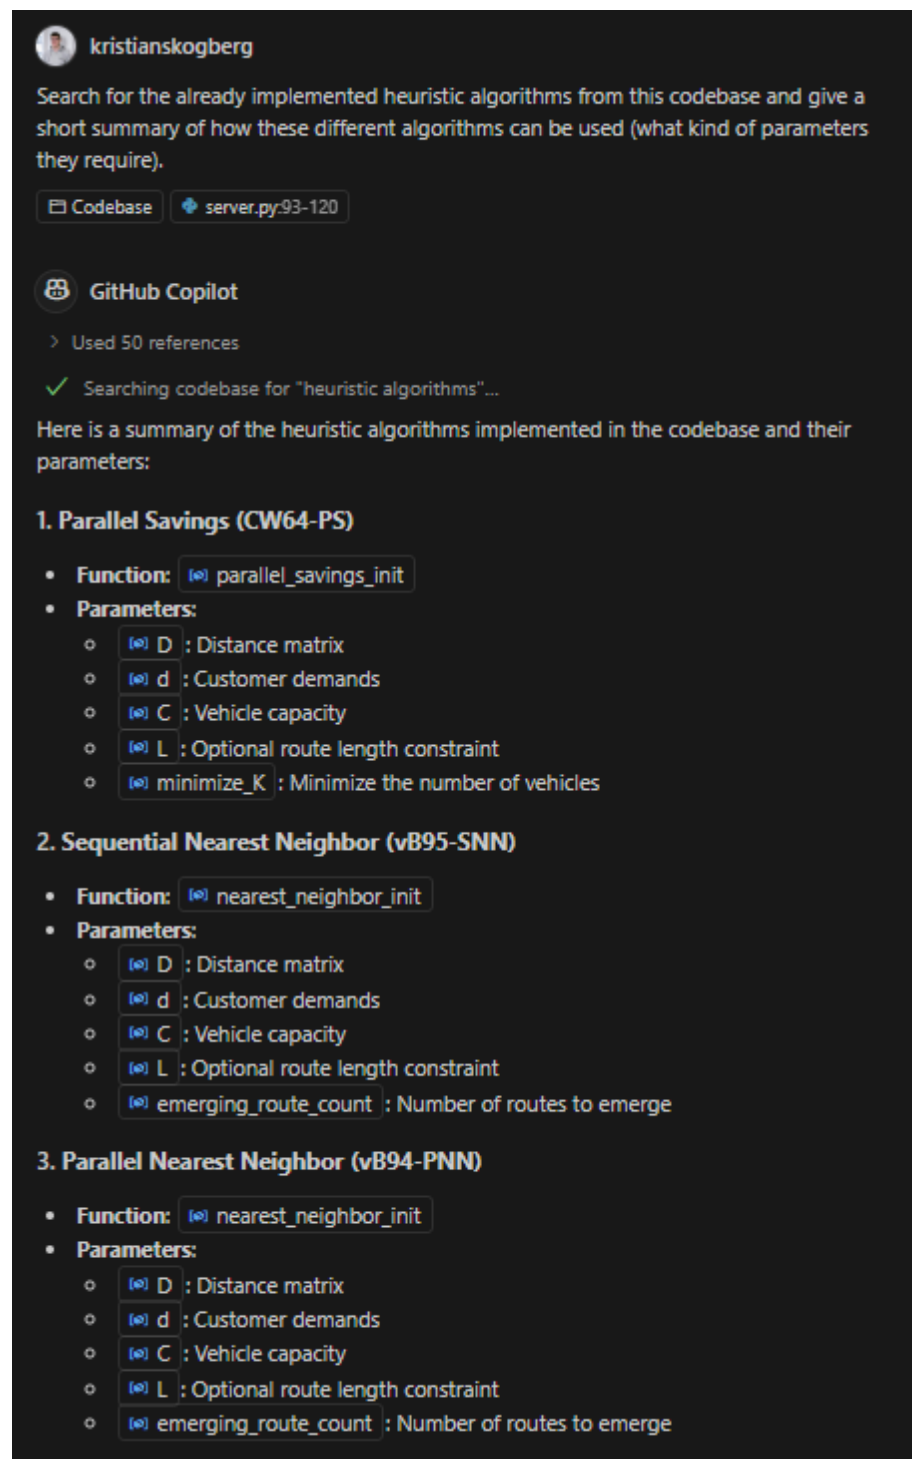 kristianskogberg
Search for the already implemented heuristic algorithms from this codebase and give a
short summary of how these different algorithms can be used (what kind of parameters
they require).
Codebase server.py:93-120
GitHub Copilot
> Used 50 references
✓ Searching codebase for "heuristic algorithms"...
Here is a summary of the heuristic algorithms implemented in the codebase and their
parameters:
1. Parallel Savings (CW64-PS)
• Function: parallel_savings_init
• Parameters:
D : Distance matrix
d : Customer demands
C : Vehicle capacity
L : Optional route length constraint
minimize_K : Minimize the number of vehicles
2. Sequential Nearest Neighbor (vB95-SNN)
• Function: nearest_neighbor_init
• Parameters:
D : Distance matrix
d : Customer demands
C : Vehicle capacity
L : Optional route length constraint
emerging_route_count : Number of routes to emerge
3. Parallel Nearest Neighbor (vB94-PNN)
• Function: nearest_neighbor_init
• Parameters:
D : Distance matrix
d : Customer demands
C : Vehicle capacity
L : Optional route length constraint
emerging_route_count : Number of routes to emerge